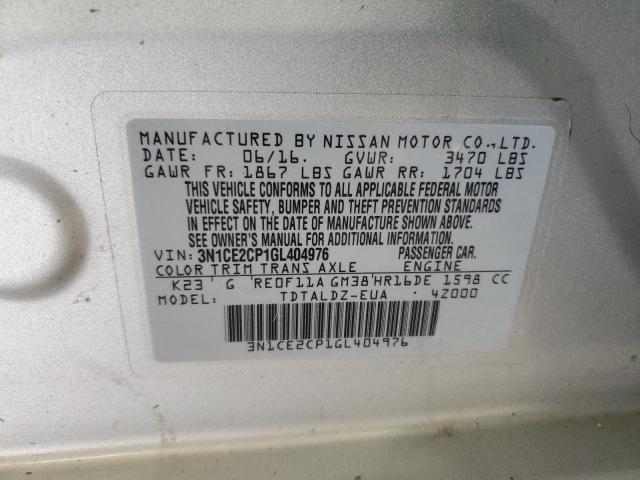 MANUFACTURED BY NISSAN MOTOR CO.,LTD.
DATE: 06/16. GVWR: 3470 LBS
GAWR FR: 1867 LBS GAWR RR: 1704 LBS
THIS VEHICLE CONFORMS TO ALL APPLICABLE FEDERAL MOTOR
VEHICLE SAFETY, BUMPER AND THEFT PREVENTION STANDARDS
IN EFFECT ON THE DATE OF MANUFACTURE SHOWN ABOVE.
SEE OWNER'S MANUAL FOR ADDITIONAL INFORMATION.
VIN: 3N1CE2CP1GL404976 PASSENGER CAR.
COLOR TRIM TRANS AXLE ENGINE
K23 G RE0F11A GM38 HR16DE 1598 CC
MODEL: TDTALDZ-EUA 4Z000
3N1CE2CP1GL404976